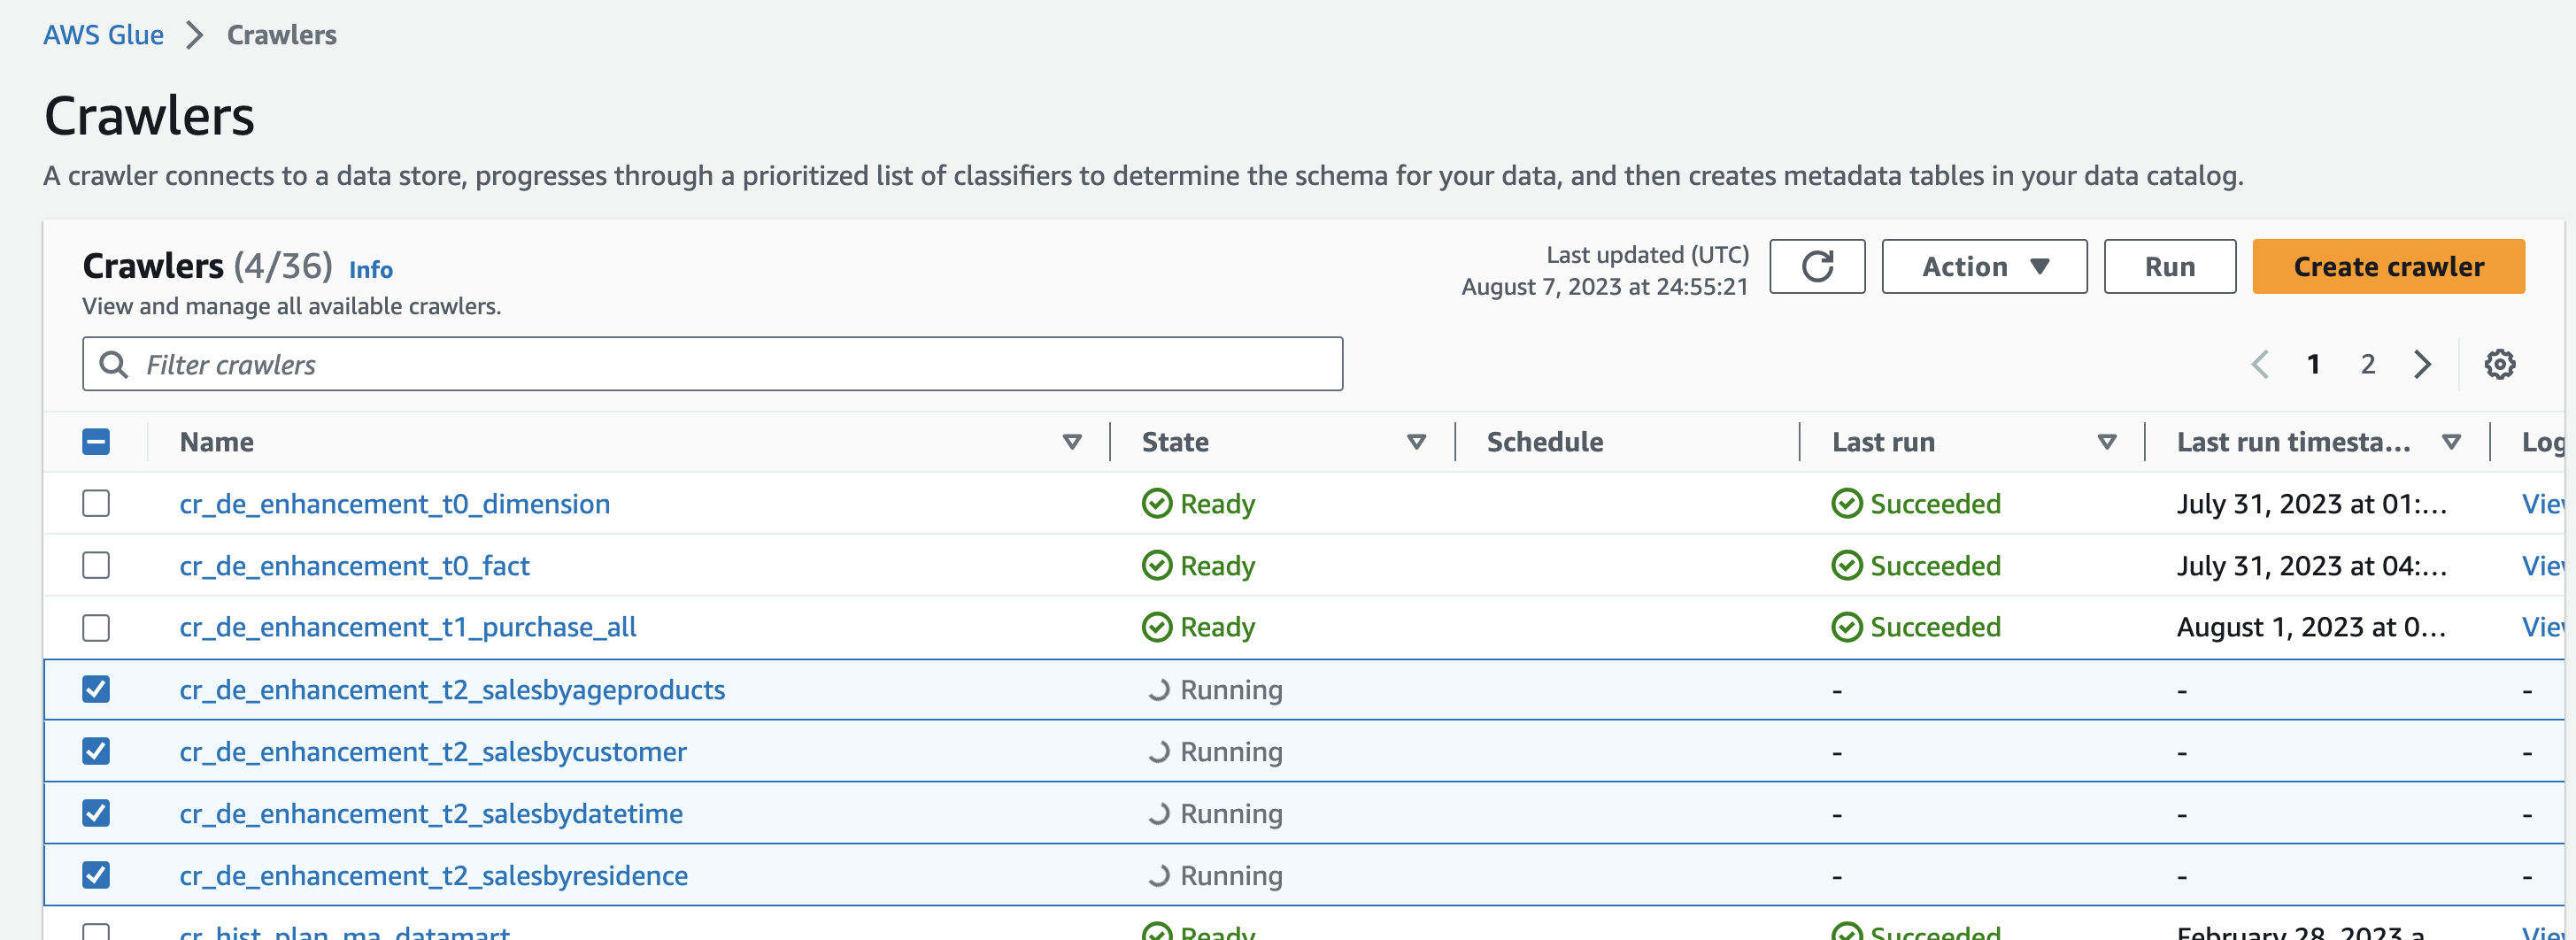 AWS Glue > Crawlers
Crawlers
A crawler connects to a data store, progresses through a prioritized list of classifiers to determine the schema for your data, and then creates metadata tables in your data catalog.
Crawlers (4/36) Info
View and manage all available crawlers.
Last updated (UTC)
August 7, 2023 at 24:55:21
Action
Run
Create crawler
Filter crawlers
1 2
Name State Schedule Last run Last run timesta... Log
cr_de_enhancement_t0_dimension Ready Succeeded July 31, 2023 at 01:... View
cr_de_enhancement_t0_fact Ready Succeeded July 31, 2023 at 04:... View
cr_de_enhancement_t1_purchase_all Ready Succeeded August 1, 2023 at 0... View
cr_de_enhancement_t2_salesbyageproducts Running - - -
cr_de_enhancement_t2_salesbycustomer Running - - -
cr_de_enhancement_t2_salesbydatetime Running - - -
cr_de_enhancement_t2_salesbyresidence Running - - -
cr_hist_plan_ma_datamart Ready Succeeded February 28, 2023 a... View